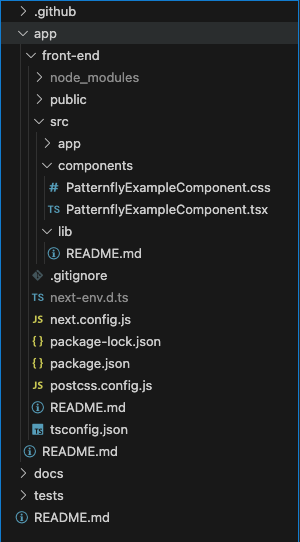 .github
app
front-end
node_modules
public
src
app
components
# PatternflyExampleComponent.css
TS PatternflyExampleComponent.tsx
lib
README.md
.gitignore
TS next-env.d.ts
JS next.config.js
{} package-lock.json
{} package.json
JS postcss.config.js
README.md
TS tsconfig.json
README.md
docs
tests
README.md